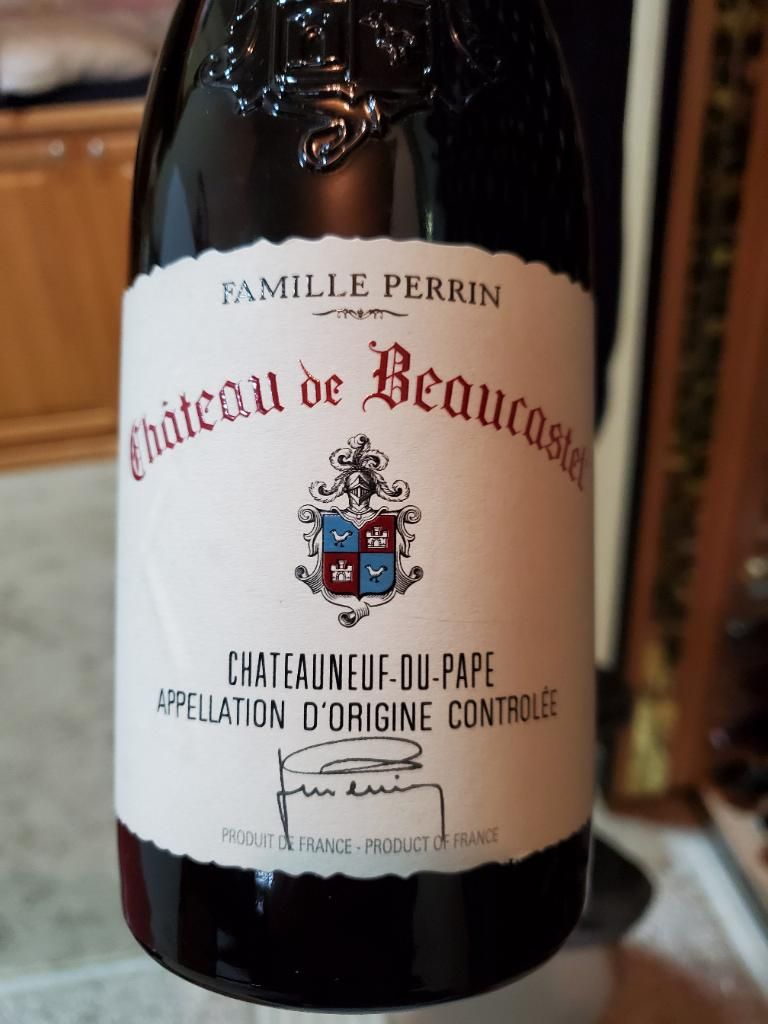 FAMILLE PERRIN
Château de Beaucastel
CHATEAUNEUF-DU-PAPE
APPELLATION D'ORIGINE CONTROLÉE
PRODUIT DE FRANCE - PRODUCT OF FRANCE